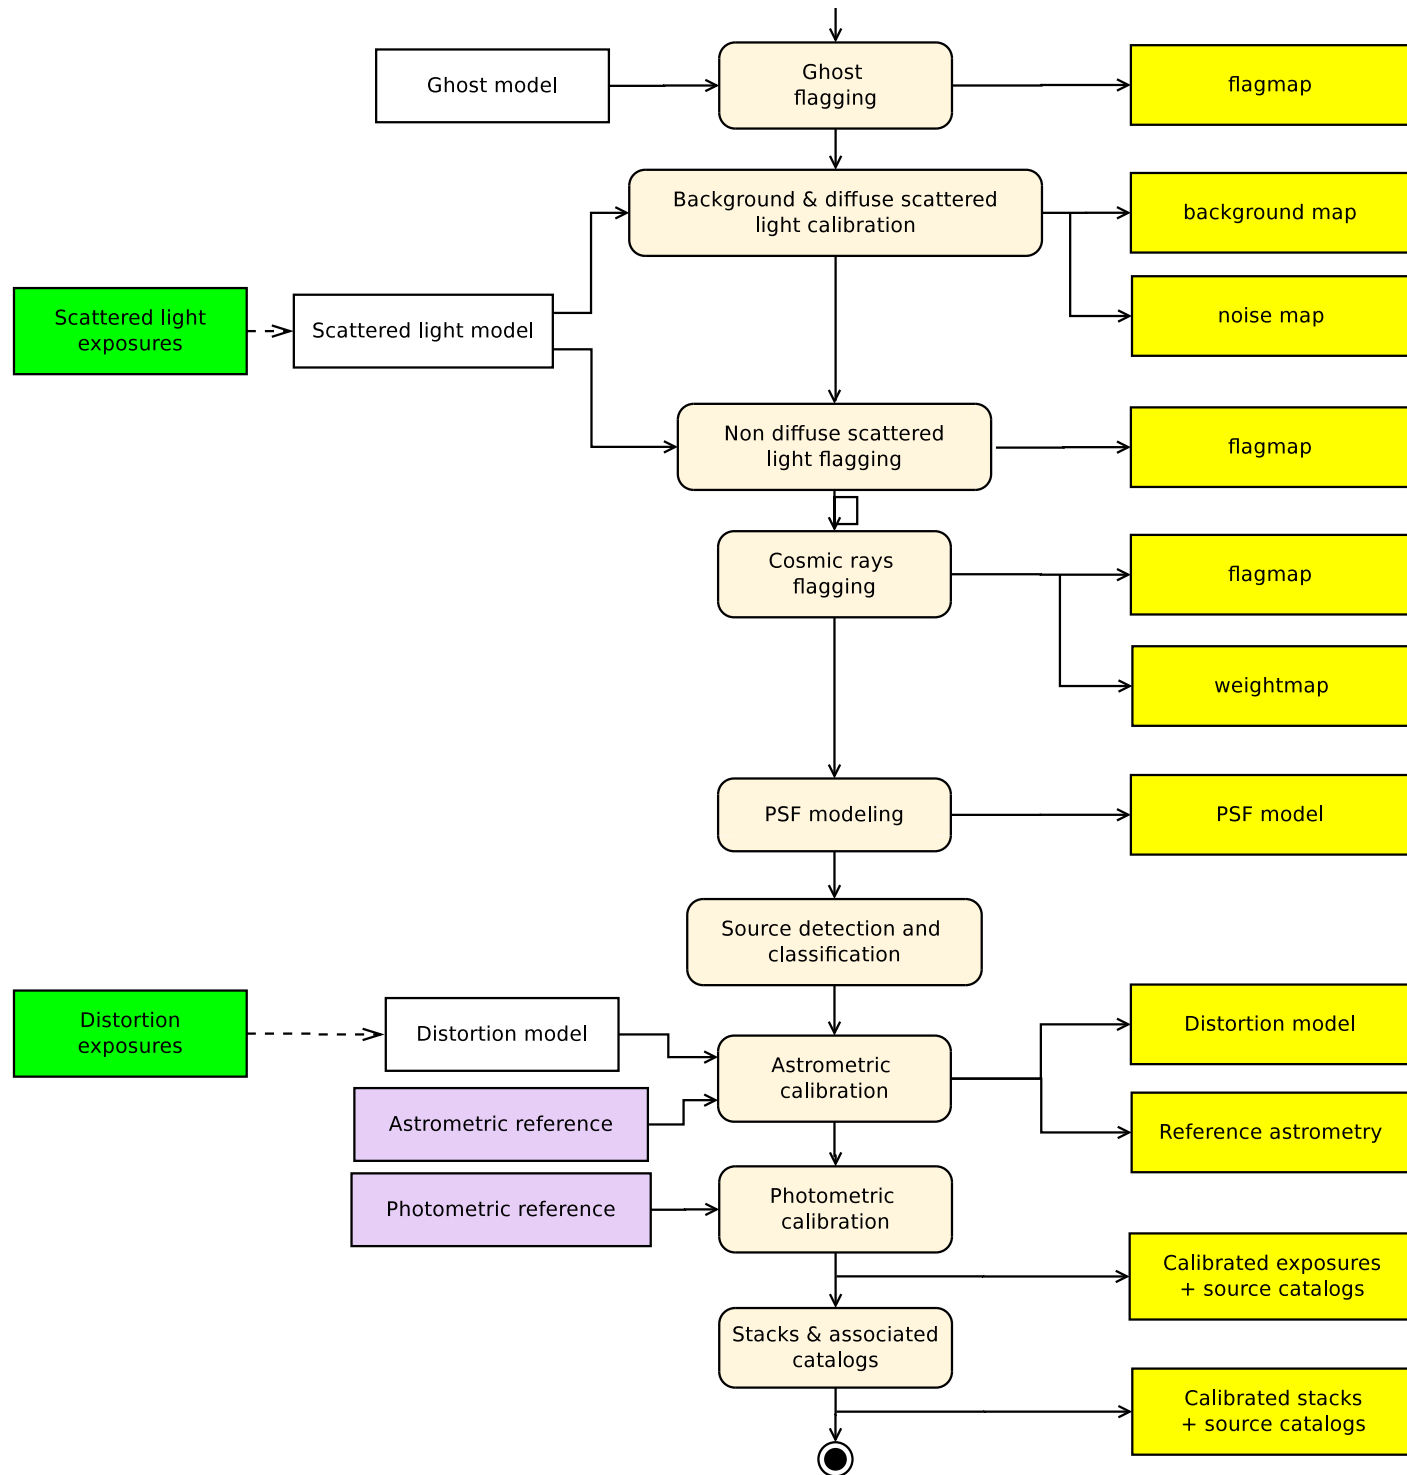 Ghost model
Ghost
flagging
flagmap
Background & diffuse scattered
light calibration
background map
noise map
Scattered light
exposures
Scattered light model
Non diffuse scattered
light flagging
flagmap
Cosmic rays
flagging
flagmap
weightmap
PSF modeling
PSF model
Source detection and
classification
Distortion
exposures
Distortion model
Astrometric
calibration
Distortion model
Astrometric reference
Reference astrometry
Photometric reference
Photometric
calibration
Calibrated exposures
+ source catalogs
Stacks & associated
catalogs
Calibrated stacks
+ source catalogs